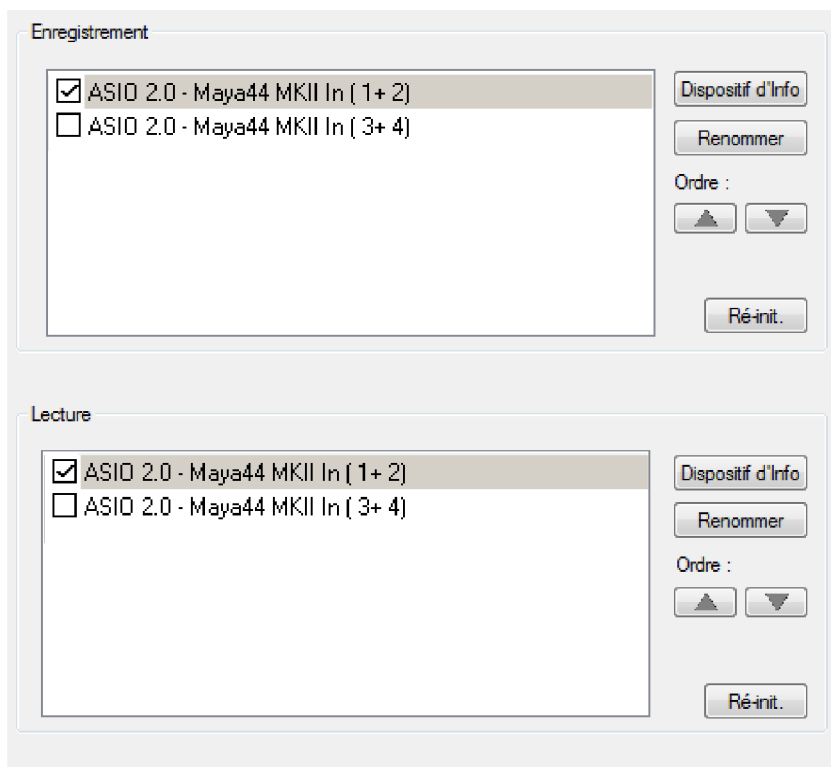 Enregistrement
ASIO 2.0 - Maya44 MKII In ( 1+ 2)
ASIO 2.0 - Maya44 MKII In ( 3+ 4)
Dispositif d'Info
Renommer
Ordre :
Ré-init.
Lecture
ASIO 2.0 - Maya44 MKII In ( 1+ 2)
ASIO 2.0 - Maya44 MKII In ( 3+ 4)
Dispositif d'Info
Renommer
Ordre :
Ré-init.